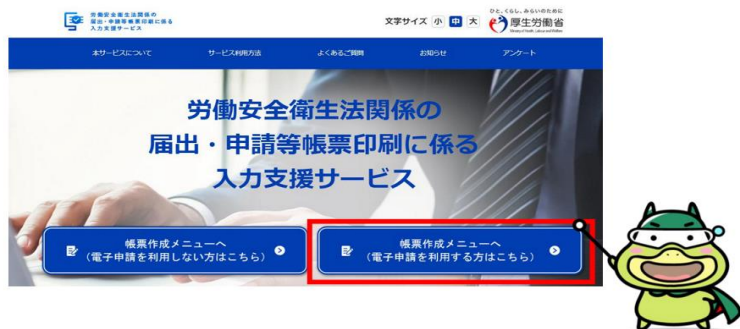 労働安全衛生法関係の
届出・申請等帳票印刷に係る
入力支援サービス
文字サイズ 小 中 大
ひと、くらし、みらいのために
厚生労働省
Ministry of Health, Labour and Welfare
本サービスについて サービス利用方法 よくあるご質問 お知らせ アンケート
労働安全衛生法関係の
届出・申請等帳票印刷に係る
入力支援サービス
帳票作成メニューへ
(電子申請を利用しない方はこちら)
帳票作成メニューへ
(電子申請を利用する方はこちら)